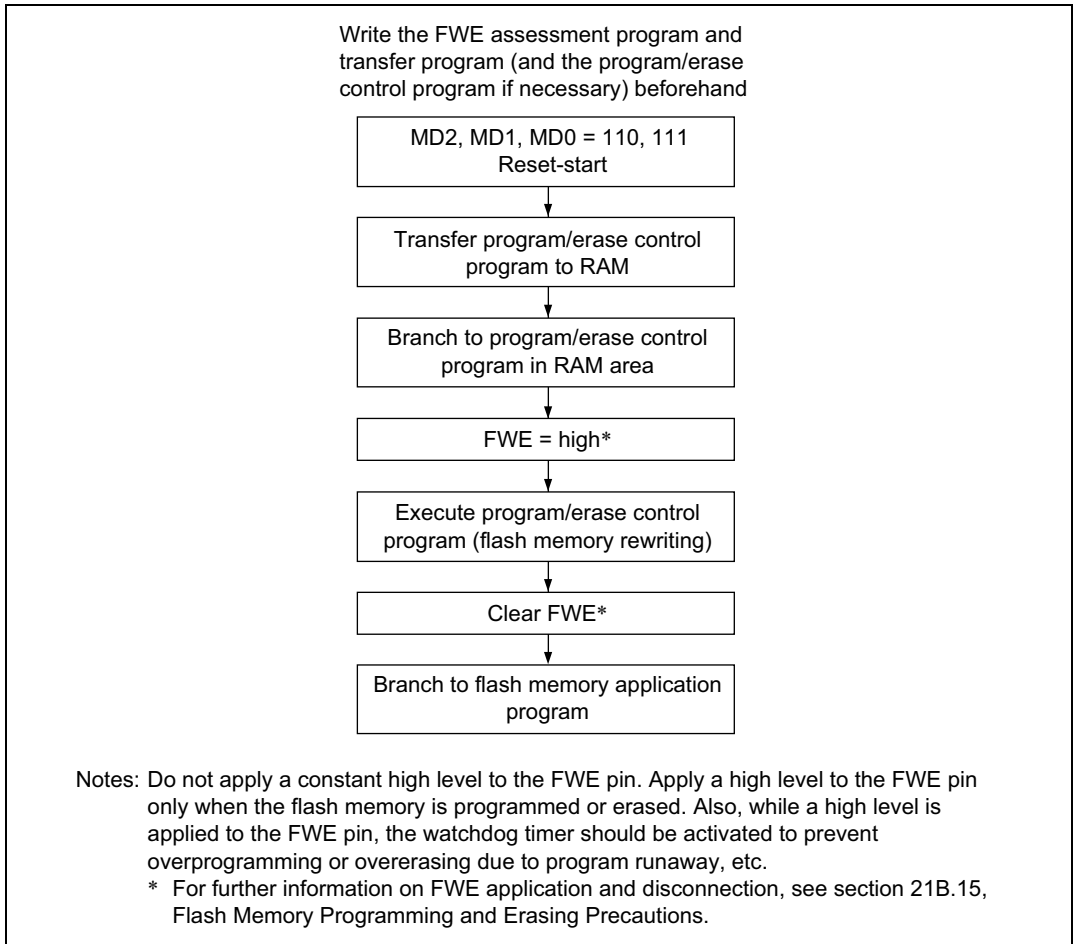 Write the FWE assessment program and
transfer program (and the program/erase
control program if necessary) beforehand
MD2, MD1, MD0 = 110, 111
Reset-start
Transfer program/erase control
program to RAM
Branch to program/erase control
program in RAM area
FWE = high*
Execute program/erase control
program (flash memory rewriting)
Clear FWE*
Branch to flash memory application
program
Notes: Do not apply a constant high level to the FWE pin. Apply a high level to the FWE pin
only when the flash memory is programmed or erased. Also, while a high level is
applied to the FWE pin, the watchdog timer should be activated to prevent
overprogramming or overerasing due to program runaway, etc.
* For further information on FWE application and disconnection, see section 21B.15,
Flash Memory Programming and Erasing Precautions.